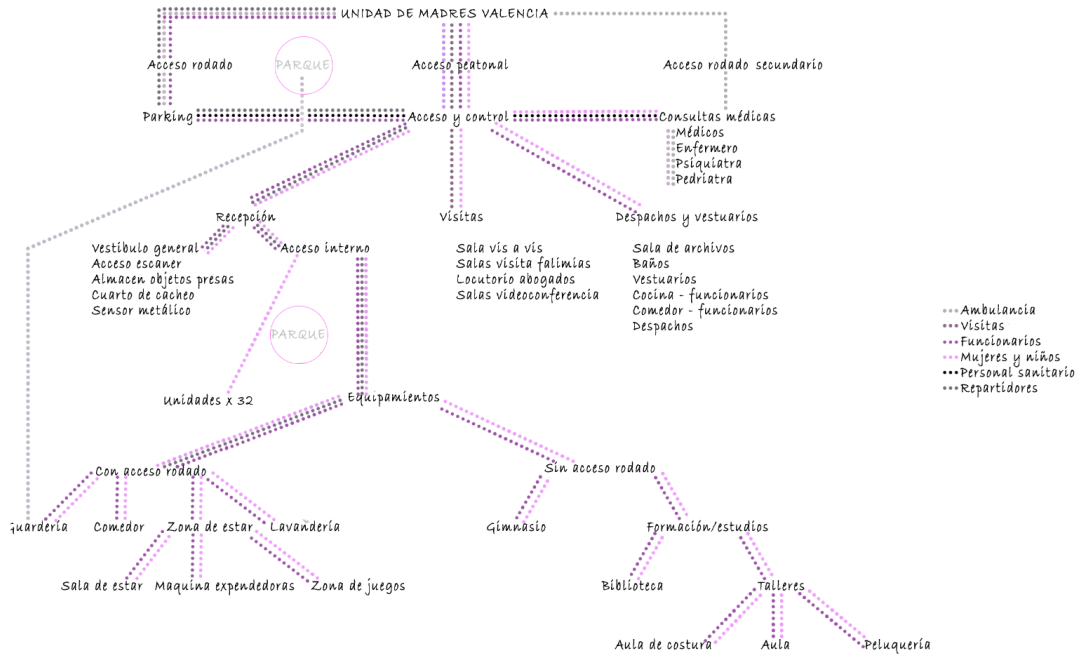 UNIDAD DE MADRES VALENCIA
Acceso rodado
PARQUE
Acceso peatonal
Acceso rodado secundario
Parking
Acceso y control
Consultas médicas
Médicos
Enfermero
Psiquiatra
Pedriatra
Recepción
Visitas
Despachos y vestuarios
Vestíbulo general
Acceso escaner
Almacen objetos presas
Cuarto de cacheo
Sensor metálico
Acceso interno
Sala vis a vis
Salas visita falimias
Locutorio abogados
Salas videoconferencia
Sala de archivos
Baños
Vestuarios
Cocina - funcionarios
Comedor - funcionarios
Despachos
PARQUE
Ambulancia
Visitas
Funcionarios
Mujeres y niños
Personal sanitario
Repartidores
Unidades x 32
Equipamientos
Con acceso rodado
Sin acceso rodado
Guardería
Comedor
Zona de estar
Lavandería
Gimnasio
Formación/estudios
Sala de estar
Maquina expendedoras
Zona de juegos
Biblioteca
Talleres
Aula de costura
Aula
Peluquería